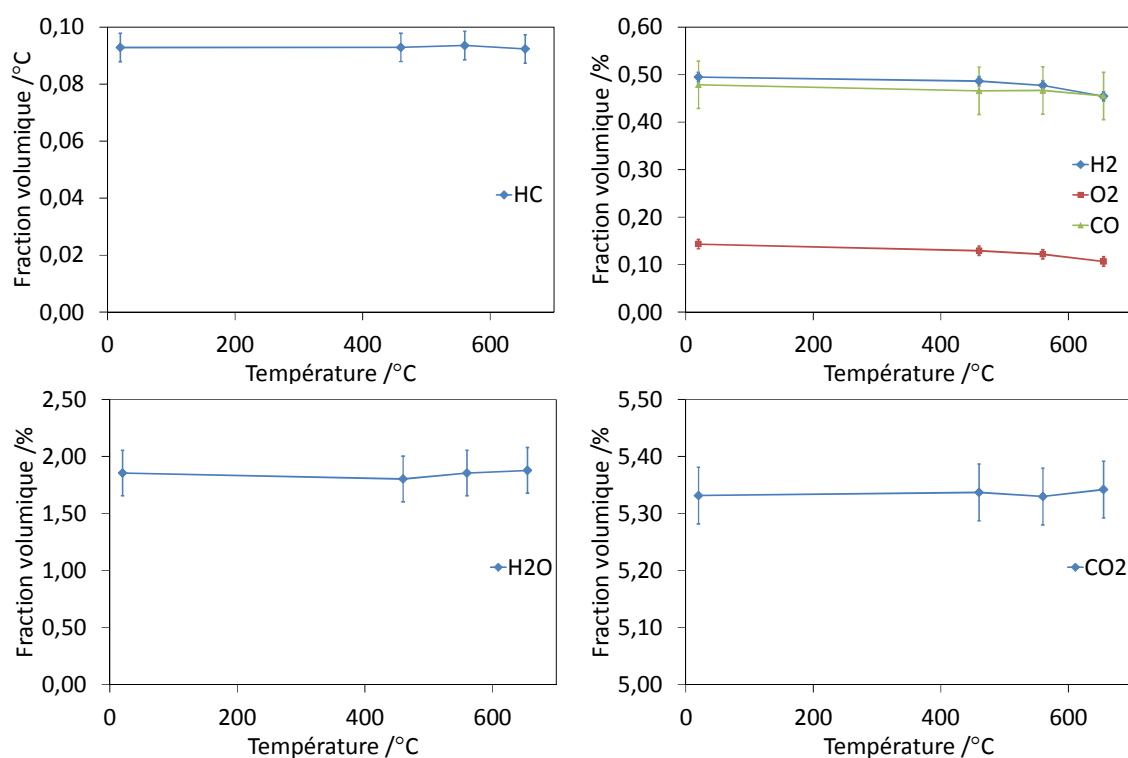 Fraction volumique /°C
0,10
0,08
0,06
0,04
0,02
0,00
HC
0 200 400 600
Température /°C
Fraction volumique /%
0,60
0,50
0,40
0,30
0,20
0,10
0,00
H2
O2
CO
0 200 400 600
Température /°C
Fraction volumique /%
2,50
2,00
1,50
1,00
0,50
0,00
H2O
0 200 400 600
Température /°C
Fraction volumique /%
5,50
5,40
5,30
5,20
5,10
5,00
CO2
0 200 400 600
Température /°C